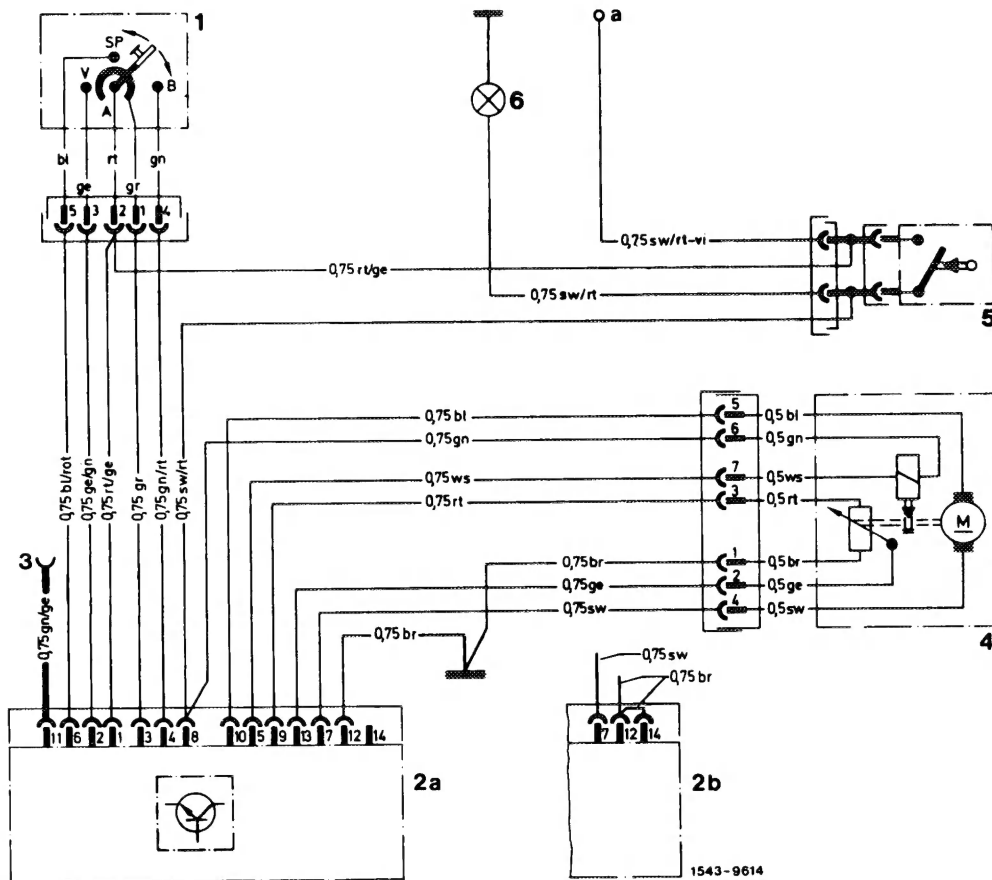 1
SP
V
B
A
a
6
bl
rt
gn
ge
gr
5 3 2 1 4
0,75 sw/rt-vi
0,75 rt/ge
0,75 sw/rt
5
0,75 bl/rot
0,75 ge/gn
0,75 rt/ge
0,75 gr
0,75 gn/rt
0,75 sw/rt
0,75 bl
5
0,5 bl
0,75 gn
6
0,5 gn
0,75 ws
7
0,5 ws
0,75 rt
3
0,5 rt
M
0,75 br
1
0,5 br
0,75 ge
2
0,5 ge
0,75 sw
4
0,5 sw
4
3
0,75 gn/ge
0,75 br
0,75 sw
0,75 br
11 6 2 1 3 4 8 10 5 9 13 7 12 14
2a
7 12 14
2b
1543-9614